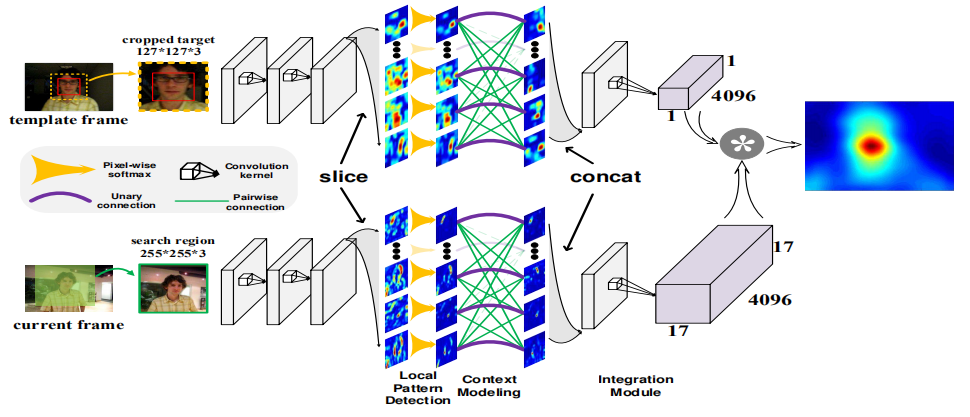 cropped target
127*127*3
template frame
Pixel-wise
softmax
Convolution
kernel
Unary
connection
Pairwise
connection
slice
concat
1
4096
1
*
search region
255*255*3
current frame
17
4096
17
Local
Pattern
Detection
Context
Modeling
Integration
Module